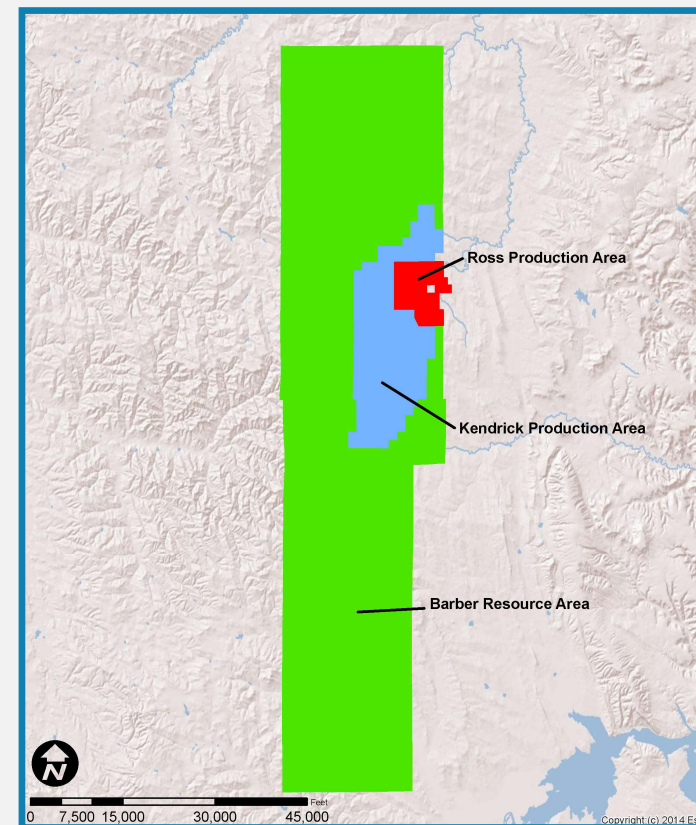 Ross Production Area
Kendrick Production Area
Barber Resource Area
N
Feet
0 7,500 15,000 30,000 45,000
Copyright:(c) 2014 Es